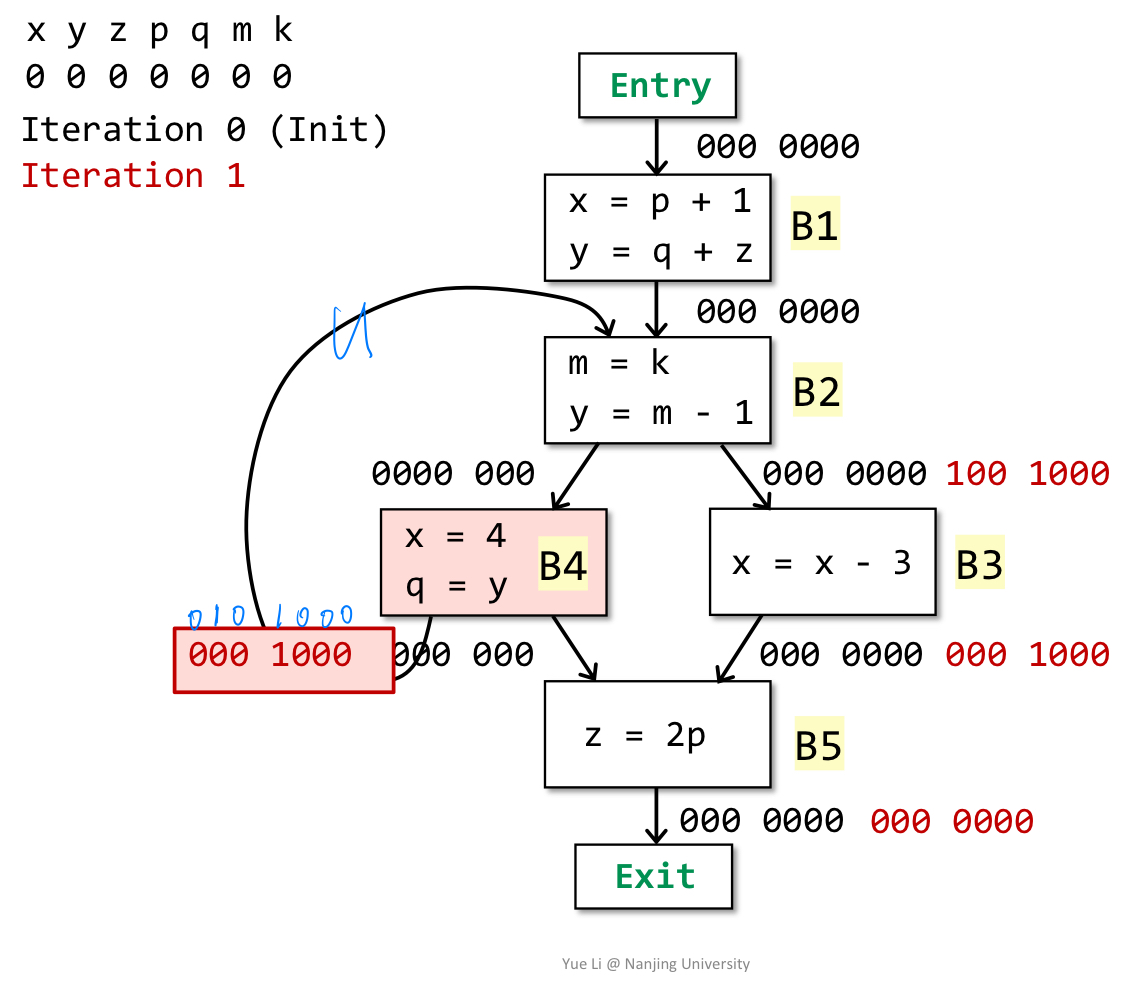 x y z p q m k
0 0 0 0 0 0 0
Iteration 0 (Init)
Iteration 1
Entry
000 0000
x = p + 1
y = q + z
B1
000 0000
m = k
y = m - 1
B2
0000 000
000 0000 100 1000
x = 4
q = y
B4
x = x - 3
B3
010 1000
000 1000
000 000
000 0000 000 1000
z = 2p
B5
000 0000 000 0000
Exit
Yue Li @ Nanjing University